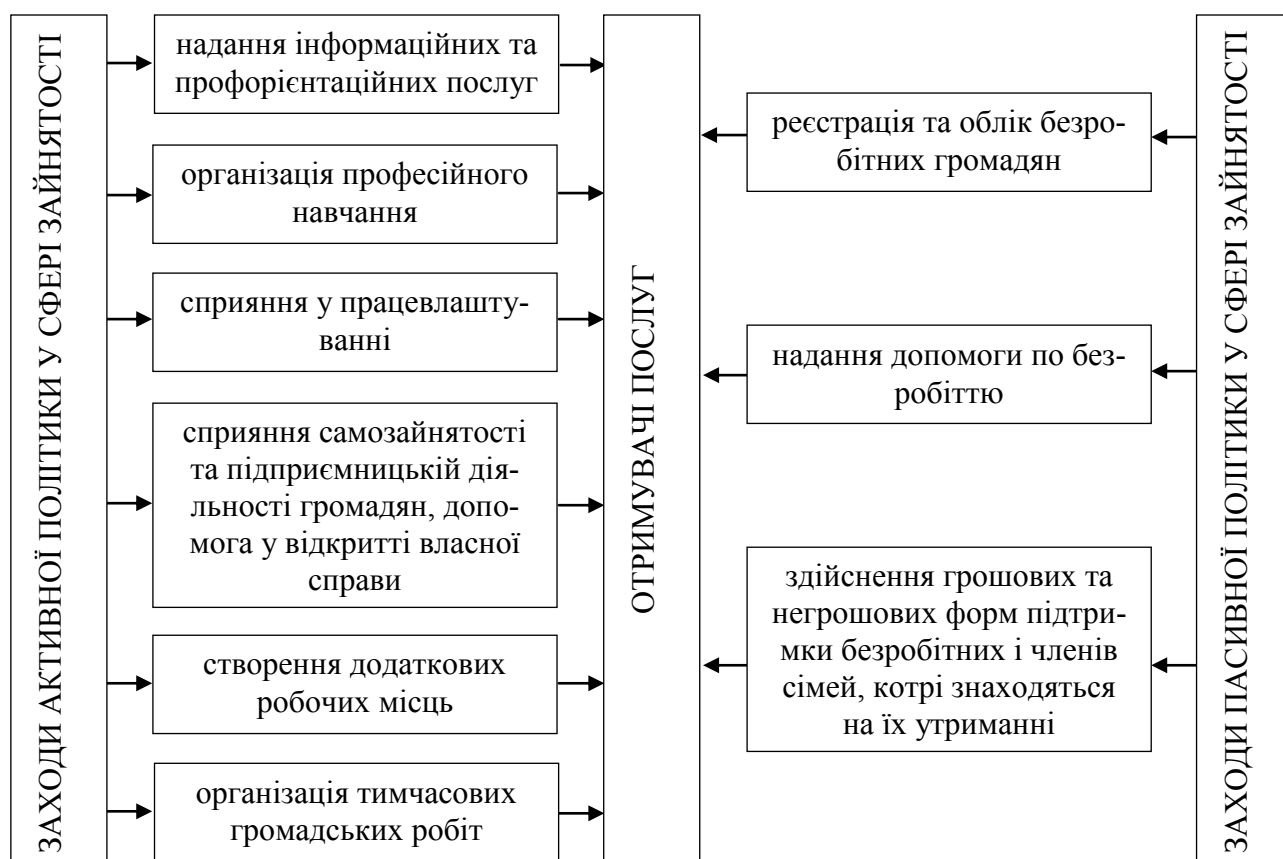 ЗАХОДИ АКТИВНОЇ ПОЛІТИКИ У СФЕРІ ЗАЙНЯТОСТІ
надання інформаційних та
профорієнтаційних послуг
організація професійного
навчання
сприяння у працевлашту-
ванні
сприяння самозайнятості
та підприємницькій дія-
льності громадян, допо-
мога у відкритті власної
справи
створення додаткових
робочих місць
організація тимчасових
громадських робіт
ОТРИМУВАЧІ ПОСЛУГ
реєстрація та облік безро-
бітних громадян
надання допомоги по без-
робіттю
здійснення грошових та
негрошових форм підтри-
мки безробітних і членів
сімей, котрі знаходяться
на їх утриманні
ЗАХОДИ ПАСИВНОЇ ПОЛІТИКИ У СФЕРІ ЗАЙНЯТОСТІ